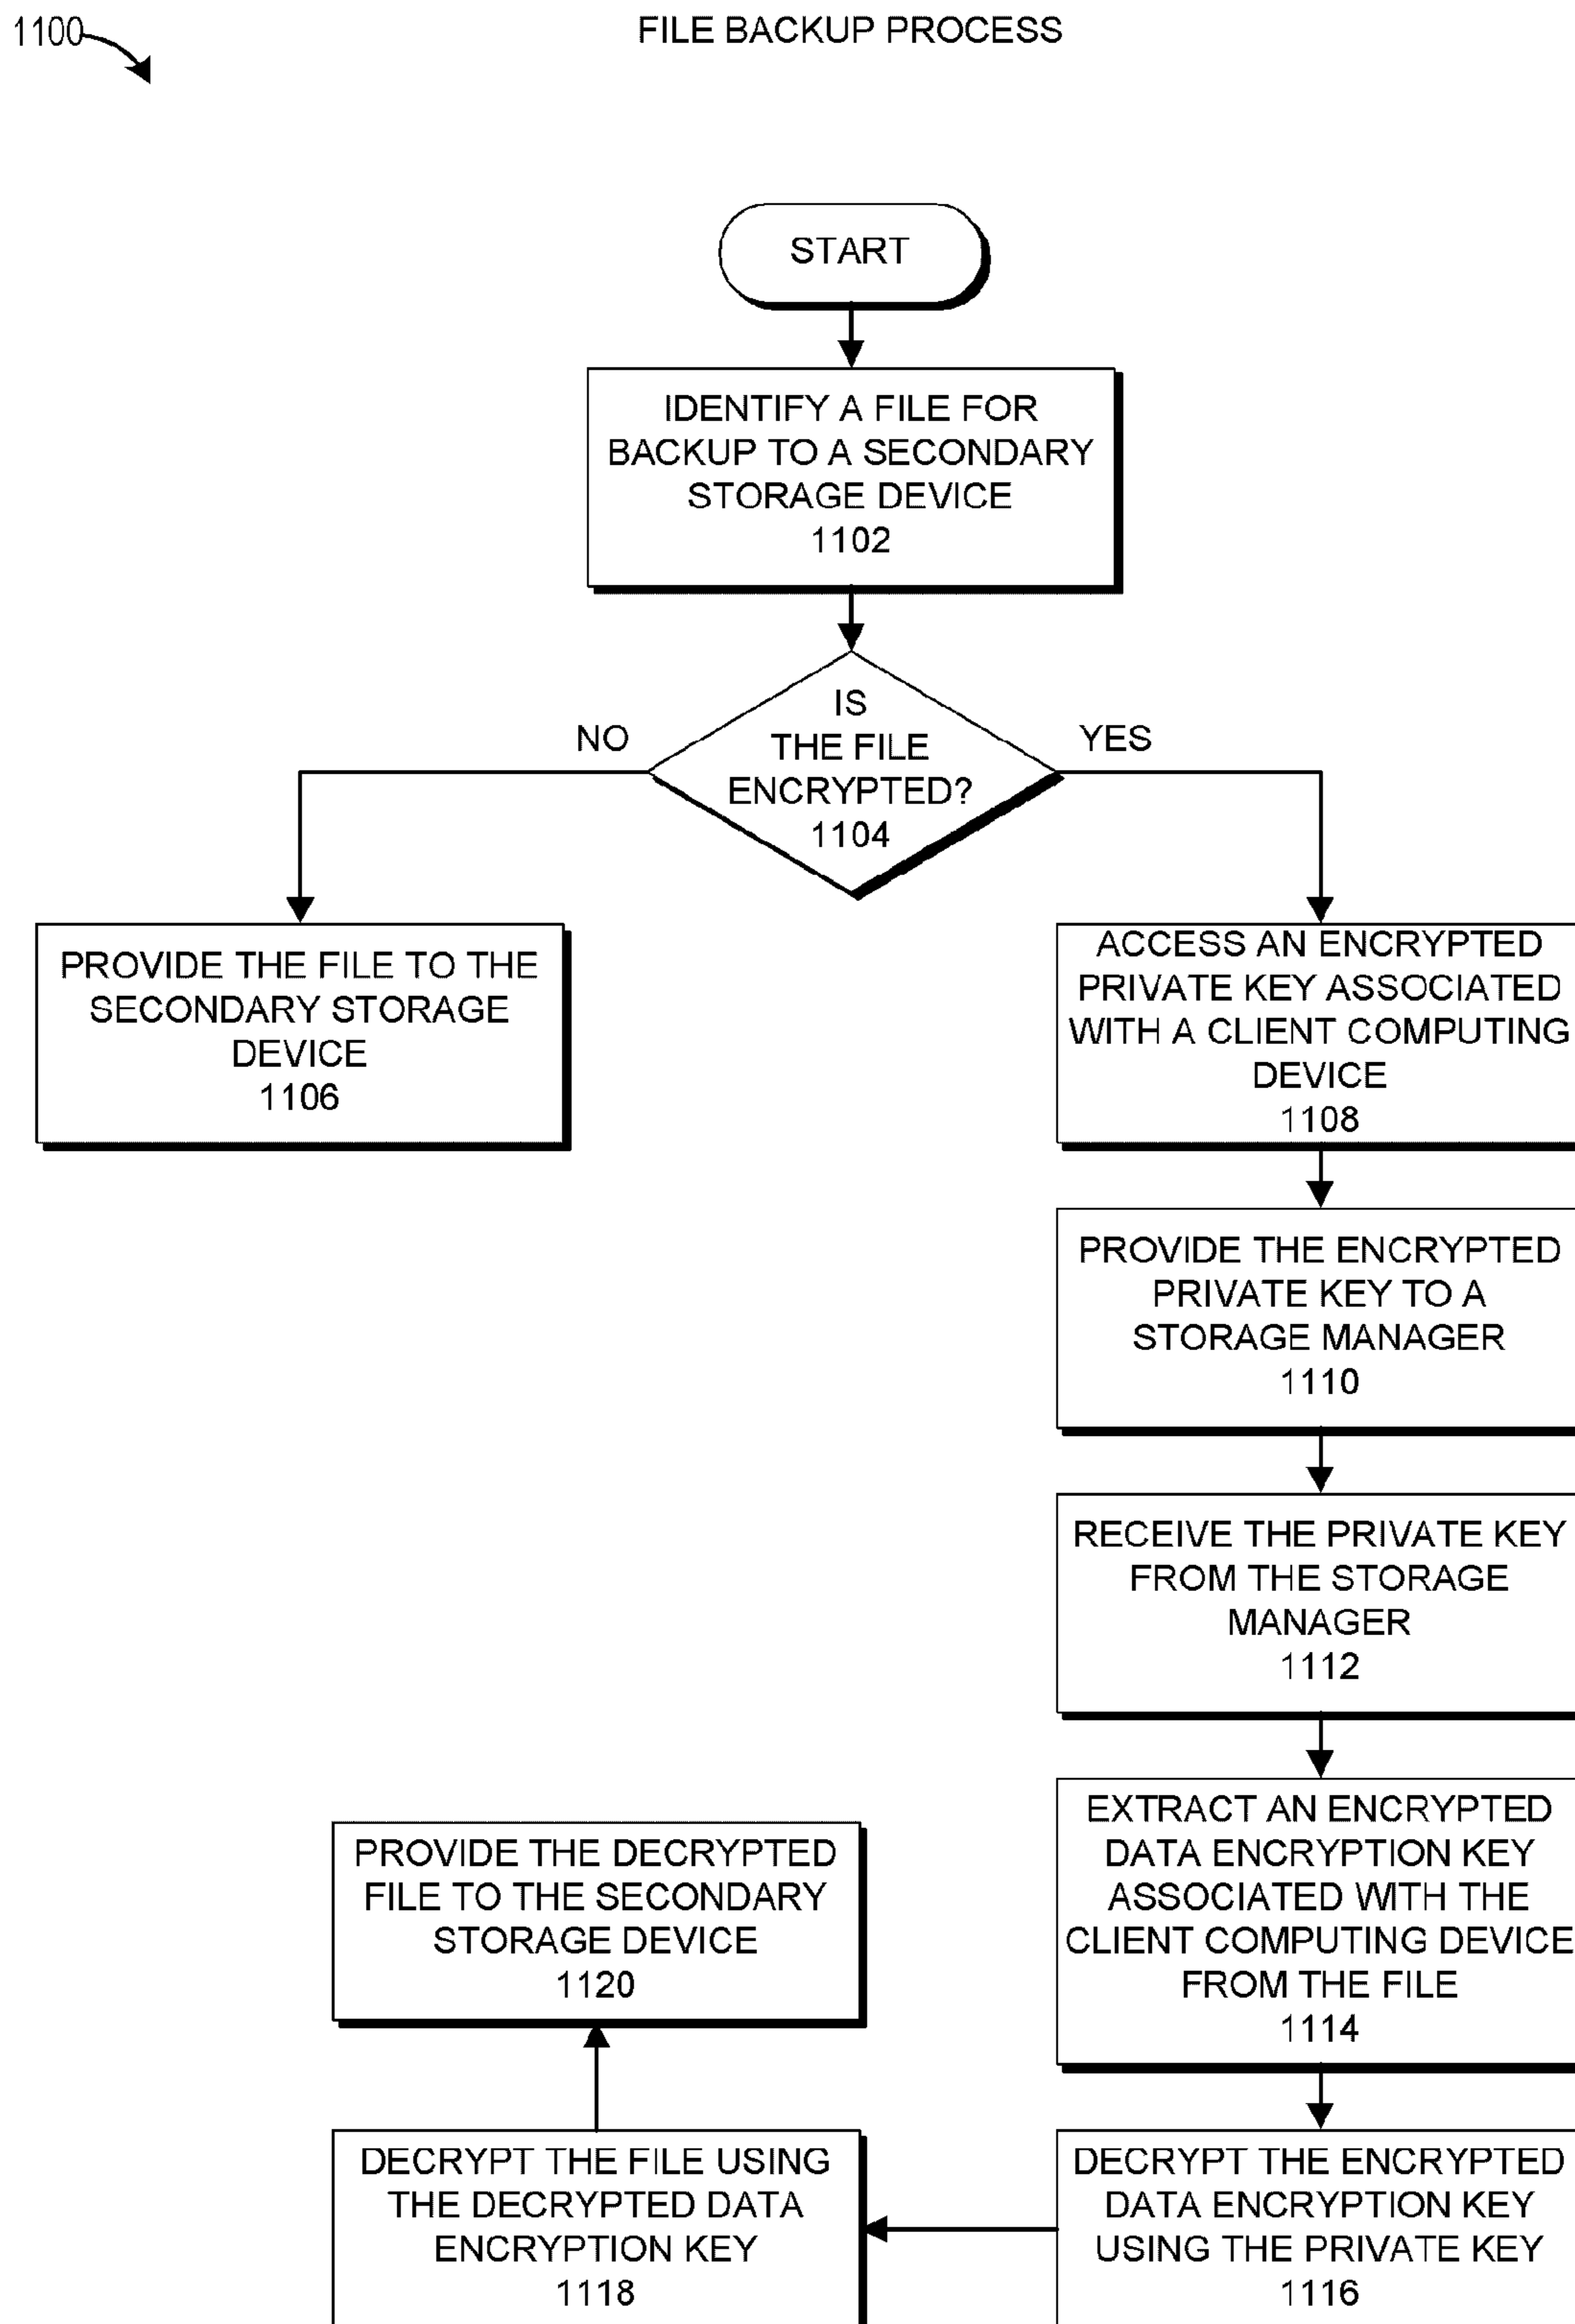 1100
FILE BACKUP PROCESS
START
IDENTIFY A FILE FOR
BACKUP TO A SECONDARY
STORAGE DEVICE
1102
IS
THE FILE
ENCRYPTED?
1104
NO
YES
PROVIDE THE FILE TO THE
SECONDARY STORAGE
DEVICE
1106
ACCESS AN ENCRYPTED
PRIVATE KEY ASSOCIATED
WITH A CLIENT COMPUTING
DEVICE
1108
PROVIDE THE ENCRYPTED
PRIVATE KEY TO A
STORAGE MANAGER
1110
RECEIVE THE PRIVATE KEY
FROM THE STORAGE
MANAGER
1112
EXTRACT AN ENCRYPTED
DATA ENCRYPTION KEY
ASSOCIATED WITH THE
CLIENT COMPUTING DEVICE
FROM THE FILE
1114
DECRYPT THE ENCRYPTED
DATA ENCRYPTION KEY
USING THE PRIVATE KEY
1116
DECRYPT THE FILE USING
THE DECRYPTED DATA
ENCRYPTION KEY
1118
PROVIDE THE DECRYPTED
FILE TO THE SECONDARY
STORAGE DEVICE
1120